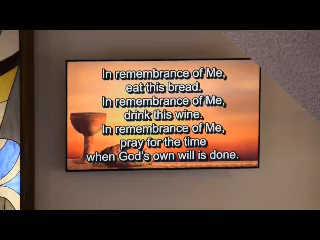 In remembrance of Me,
eat this bread.
In remembrance of Me,
drink this wine.
In remembrance of Me,
pray for the time
when God's own will is done.